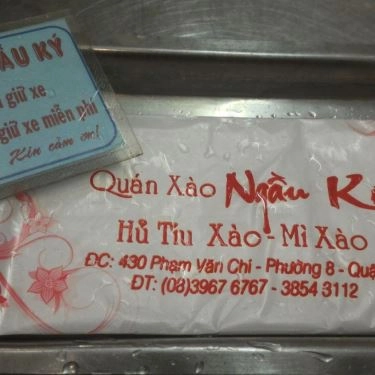 ẦU KÝ
giữ xe
giữ xe miễn phí
Xin cảm ơn!
Quán Xào Ngầu K
Hủ Tíu Xào - Mì Xào
ĐC: 430 Phạm Văn Chí - Phường 8 - Quậ
ĐT: (08)3967 6767 - 3854 3112